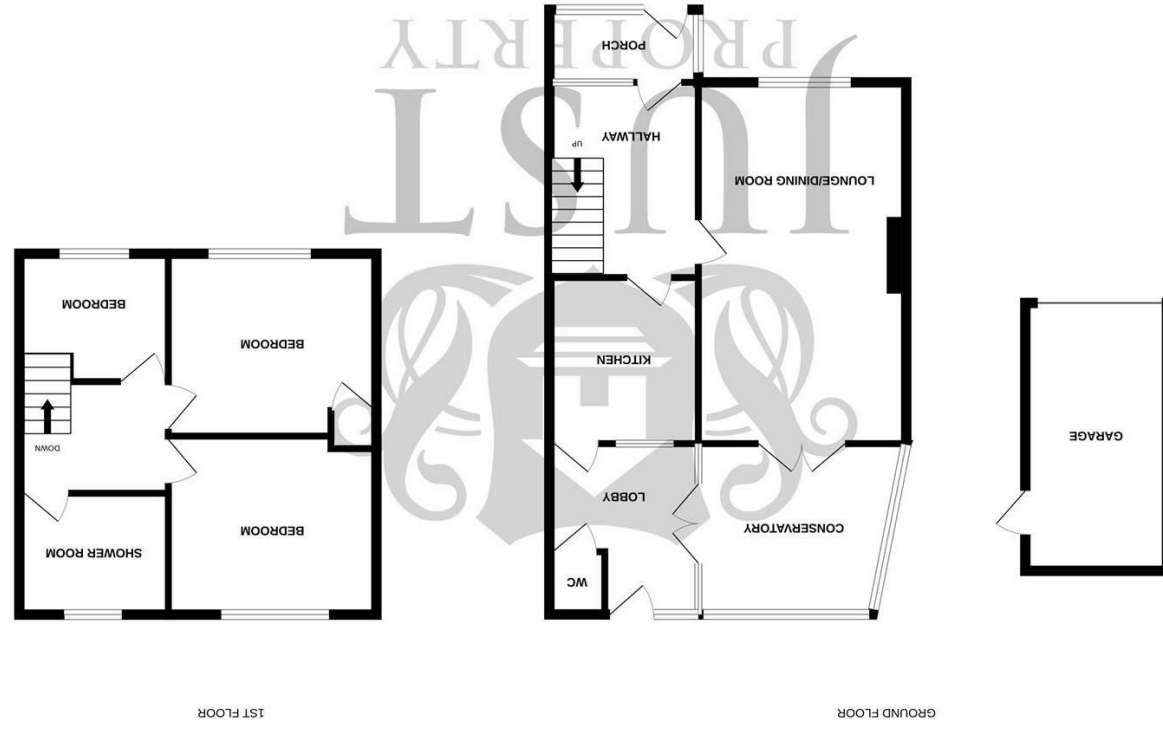 GROUND FLOOR
1ST FLOOR
GARAGE
WC
LOBBY
CONSERVATORY
KITCHEN
LOUNGE/DINING ROOM
UP
HALLWAY
PORCH
SHOWER ROOM
BEDROOM
DOWN
BEDROOM
BEDROOM
JUST
PROPERTY